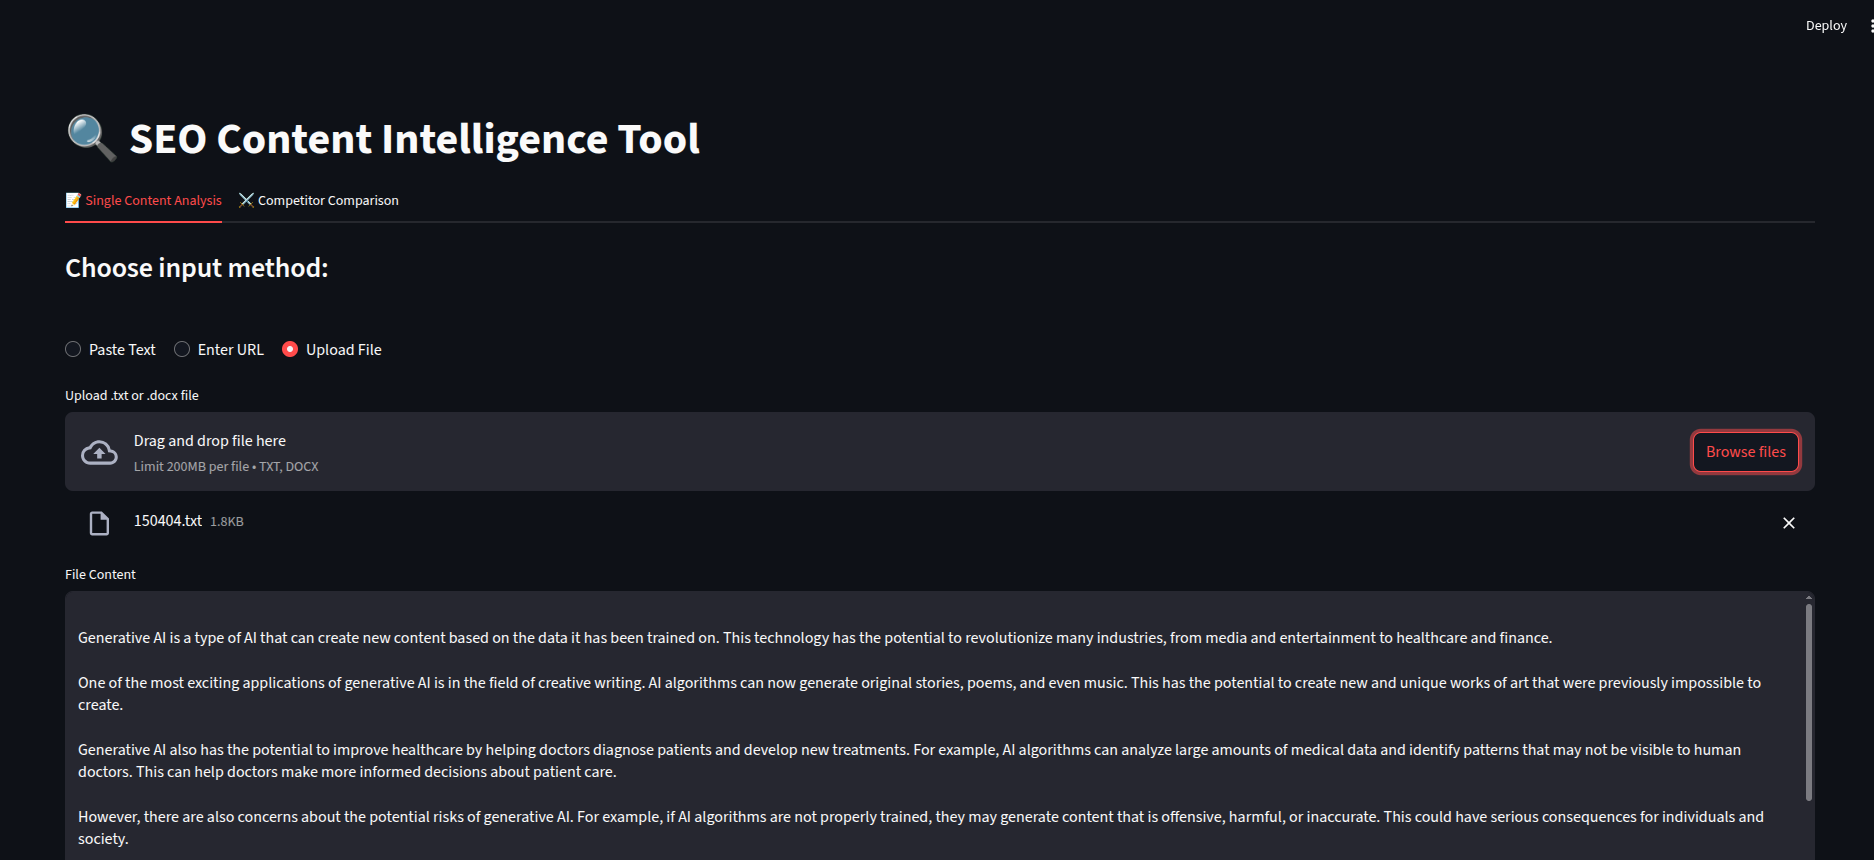 Deploy
SEO Content Intelligence Tool
Single Content Analysis
Competitor Comparison
Choose input method:
Paste Text
Enter URL
Upload File
Upload .txt or .docx file
Drag and drop file here
Limit 200MB per file • TXT, DOCX
Browse files
150404.txt 1.8KB
File Content
Generative AI is a type of AI that can create new content based on the data it has been trained on. This technology has the potential to revolutionize many industries, from media and entertainment to healthcare and finance.
One of the most exciting applications of generative AI is in the field of creative writing. AI algorithms can now generate original stories, poems, and even music. This has the potential to create new and unique works of art that were previously impossible to
create.
Generative AI also has the potential to improve healthcare by helping doctors diagnose patients and develop new treatments. For example, AI algorithms can analyze large amounts of medical data and identify patterns that may not be visible to human
doctors. This can help doctors make more informed decisions about patient care.
However, there are also concerns about the potential risks of generative AI. For example, if AI algorithms are not properly trained, they may generate content that is offensive, harmful, or inaccurate. This could have serious consequences for individuals and
society.